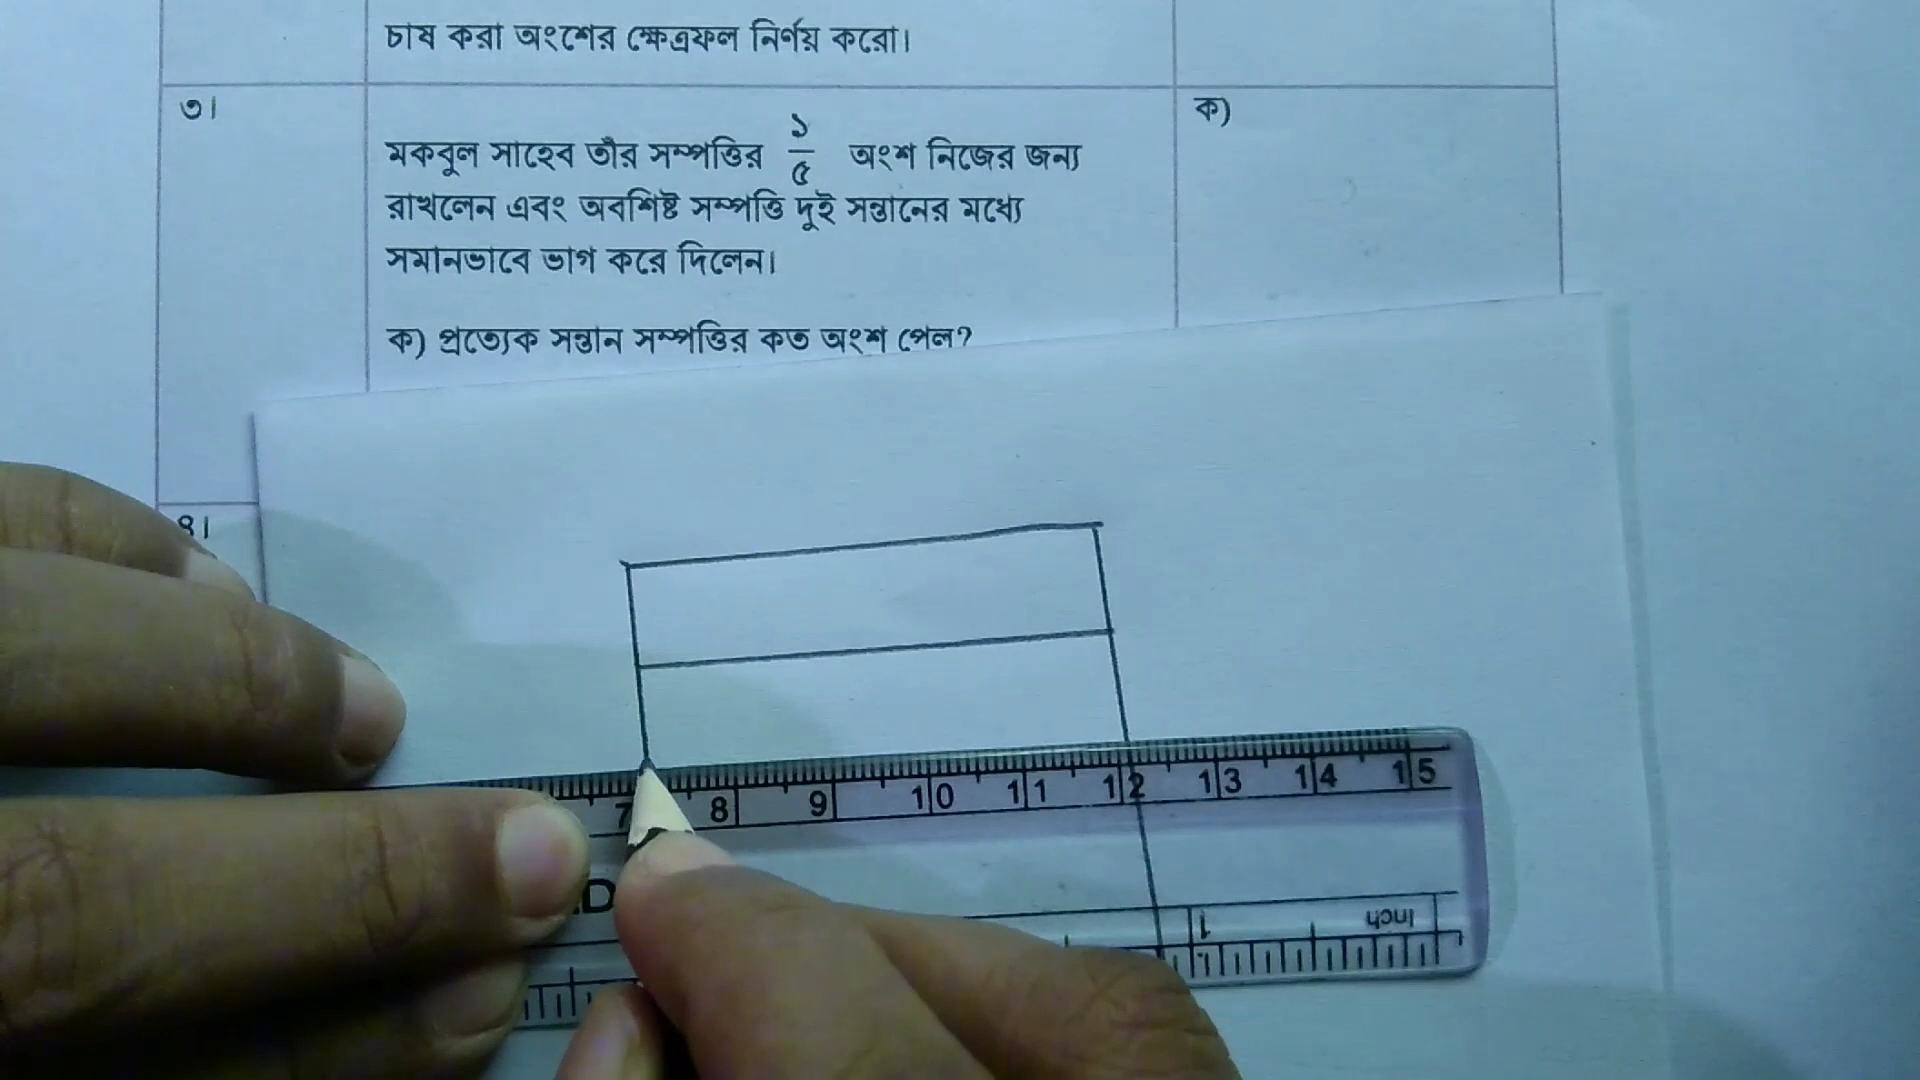 চাষ করা অংশের ক্ষেত্রফল নির্ণয় করো।
৩।
মকবুল সাহেব তাঁর সম্পত্তির ১/৫ অংশ নিজের জন্য
রাখলেন এবং অবশিষ্ট সম্পত্তি দুই সন্তানের মধ্যে
সমানভাবে ভাগ করে দিলেন।
ক) প্রত্যেক সন্তান সম্পত্তির কত অংশ পেল?
ক)
৪।
7 8 9 10 11 12 13 14 15
1 Inch